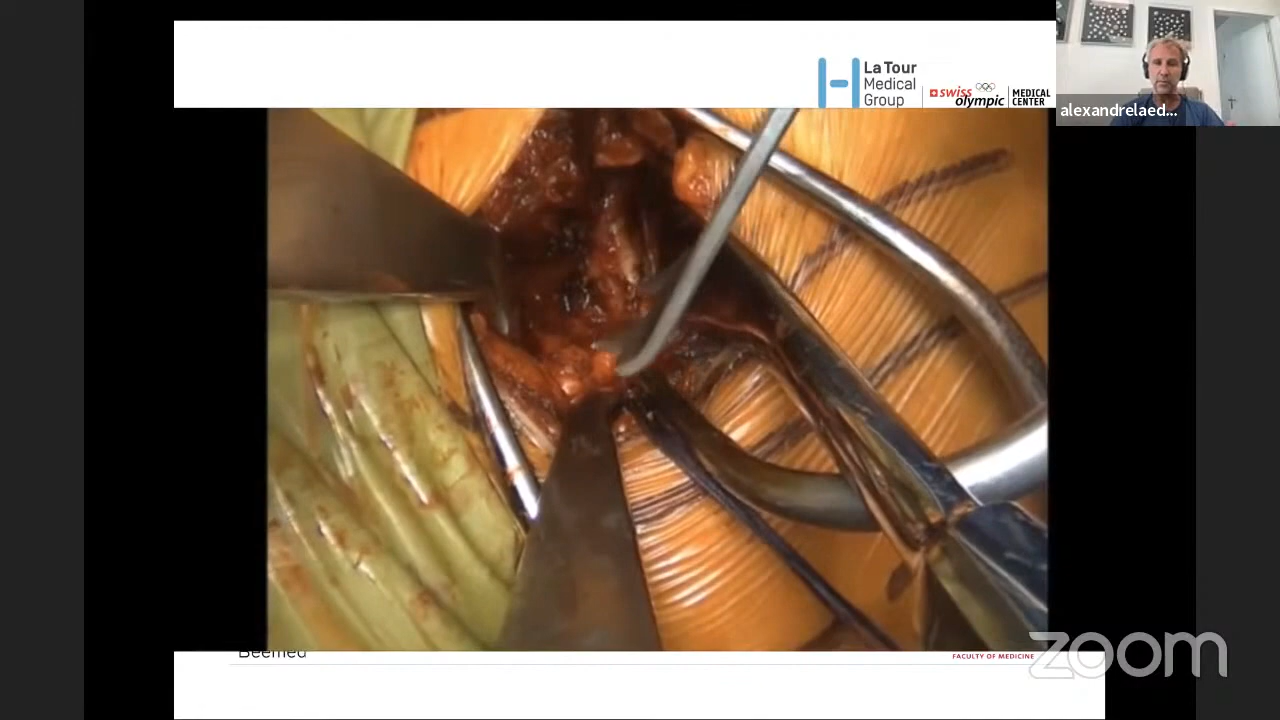 La Tour
Medical
Group
swiss
olympic
MEDICAL
CENTER
alexandrelaed...
Beemed
FACULTY OF MEDICINE
zoom